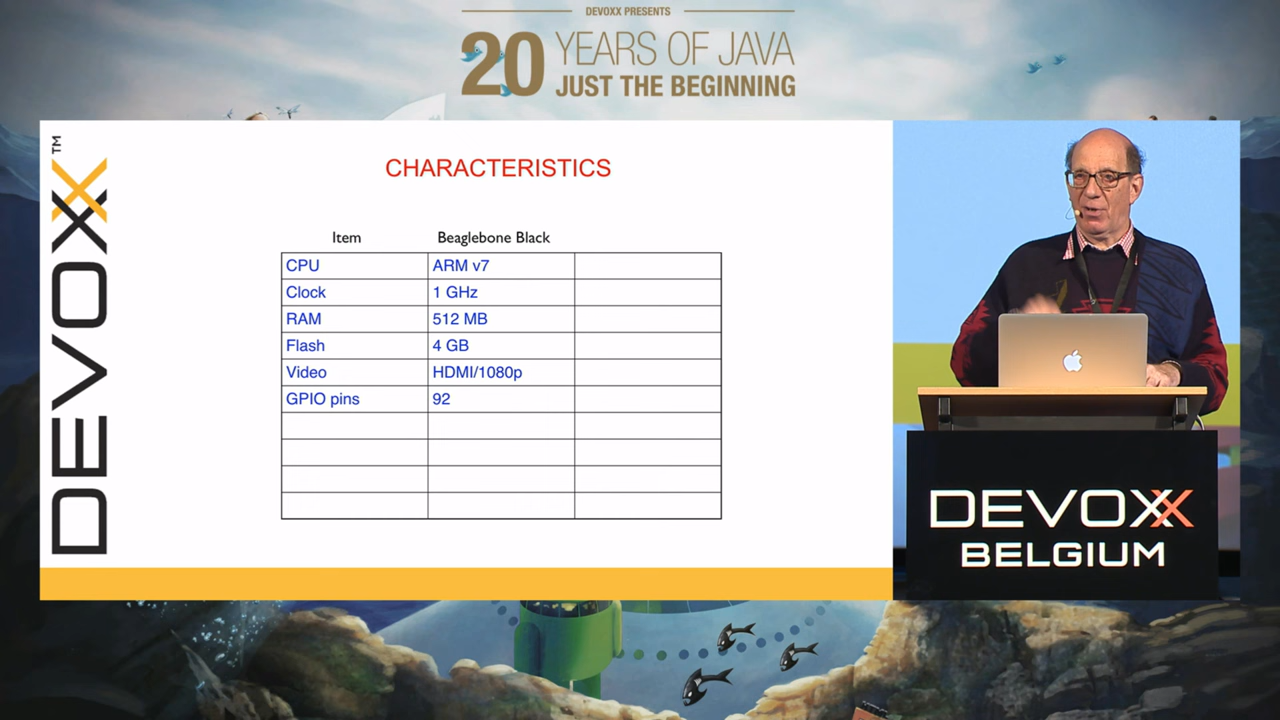 DEVOXX PRESENTS
20 YEARS OF JAVA
JUST THE BEGINNING
DEVOXX™
CHARACTERISTICS
Item Beaglebone Black
CPU ARM v7
Clock 1 GHz
RAM 512 MB
Flash 4 GB
Video HDMI/1080p
GPIO pins 92
DEVOXX
BELGIUM